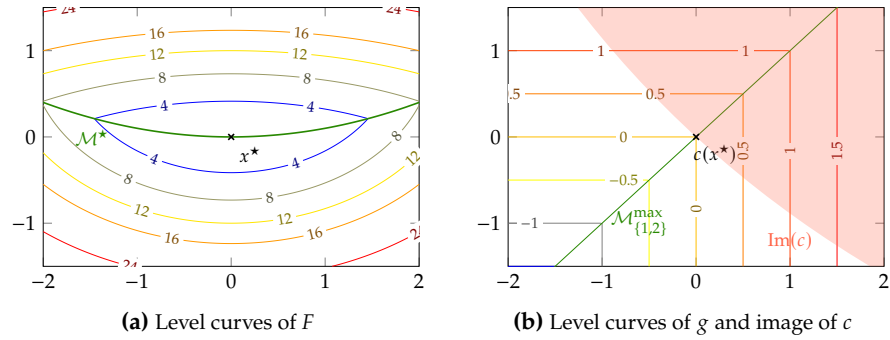 24 16 16 24
12 12
8 8
4 4
M★
x★
4 4
8 8
12 12
16 16
24 24
1
0
−1
−2 −1 0 1 2
(a) Level curves of F
1 1
0.5 0.5
0
c(x★)
0.5
1
1.5
−0.5
0
−1
M^max_{1,2}
Im(c)
1
0
−1
−2 −1 0 1 2
(b) Level curves of g and image of c